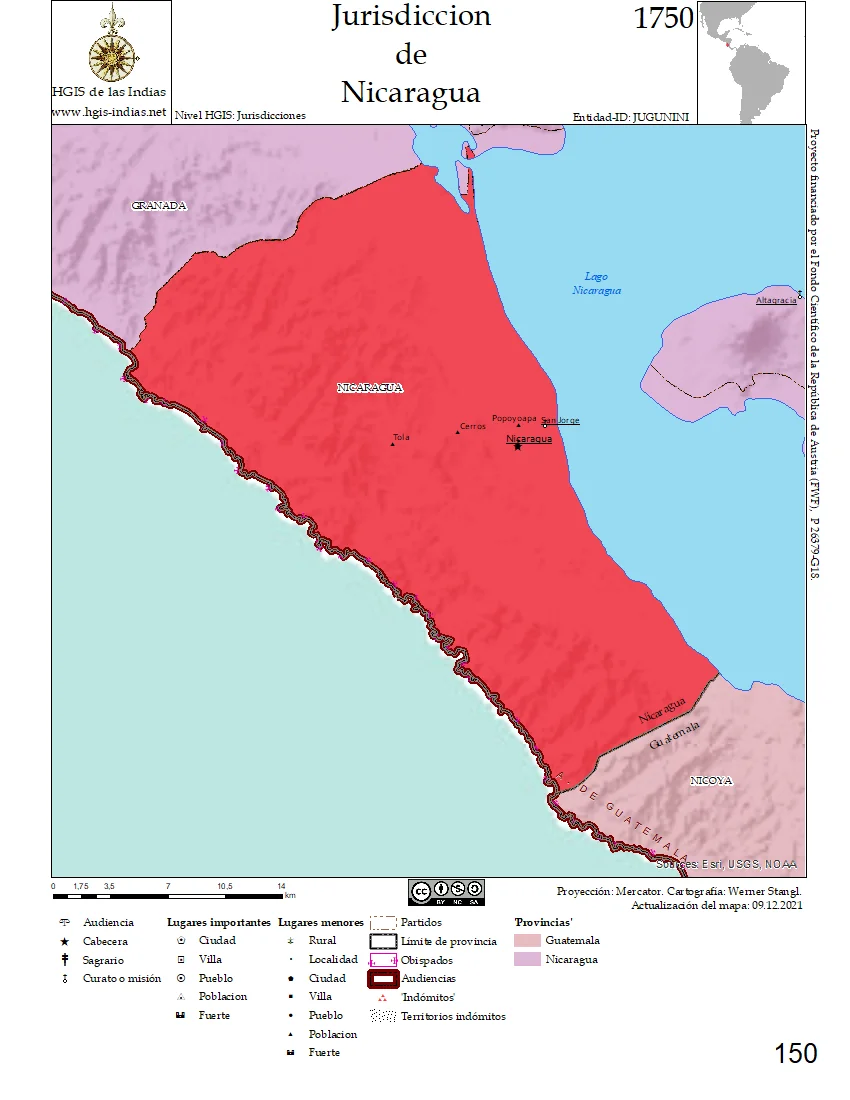 Jurisdiccion
de
Nicaragua
1750
HGIS de las Indias
www.hgis-indias.net
Nivel HGIS: Jurisdicciones
Entidad-ID: JUGUNINI
Proyecto financiado por el Fondo Científico de la República de Austria (FWF), P 26379-G18.
GRANADA
Lago
Nicaragua
Altagracia
NICARAGUA
Popoyoapa
San Jorge
Cerros
Tola
Nicaragua
Nicaragua
Guatemala
NICOYA
A. DE GUATEMALA
Sources: Esri, USGS, NOAA
0 1,75 3,5 7 10,5 14
km
CC BY NC SA
Proyección: Mercator. Cartografía: Werner Stangl.
Actualización del mapa: 09.12.2021
Audiencia
Cabecera
Sagrario
Curato o misión
Lugares importantes
Ciudad
Villa
Pueblo
Poblacion
Fuerte
Lugares menores
Rural
Localidad
Ciudad
Villa
Pueblo
Poblacion
Fuerte
Partidos
Límite de provincia
Obispados
Audiencias
'Indómitos'
Territorios indómitos
'Provincias'
Guatemala
Nicaragua
150